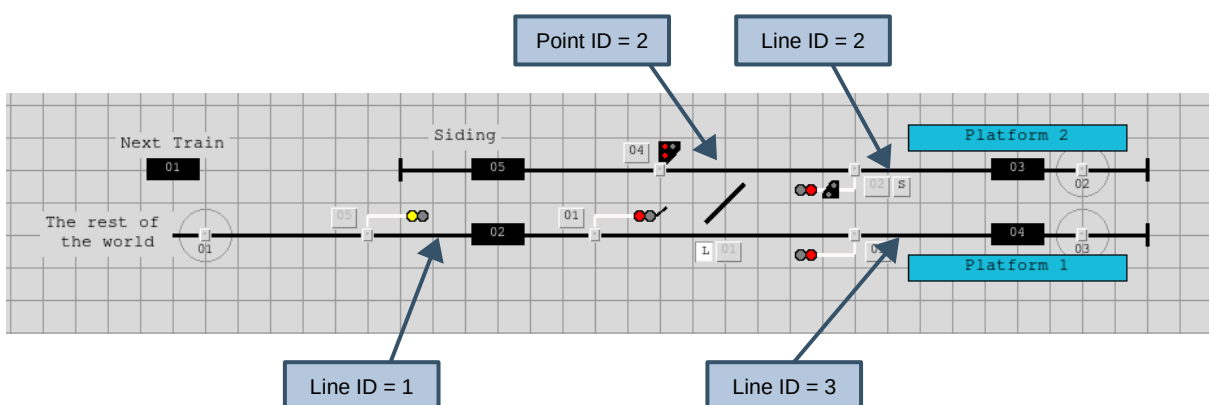 Point ID = 2
Line ID = 2
Next Train
Siding
Platform 2
04
01
05
03
02
S
02
05
01
The rest of
the world
01
02
04
L
01
03
Platform 1
Line ID = 1
Line ID = 3